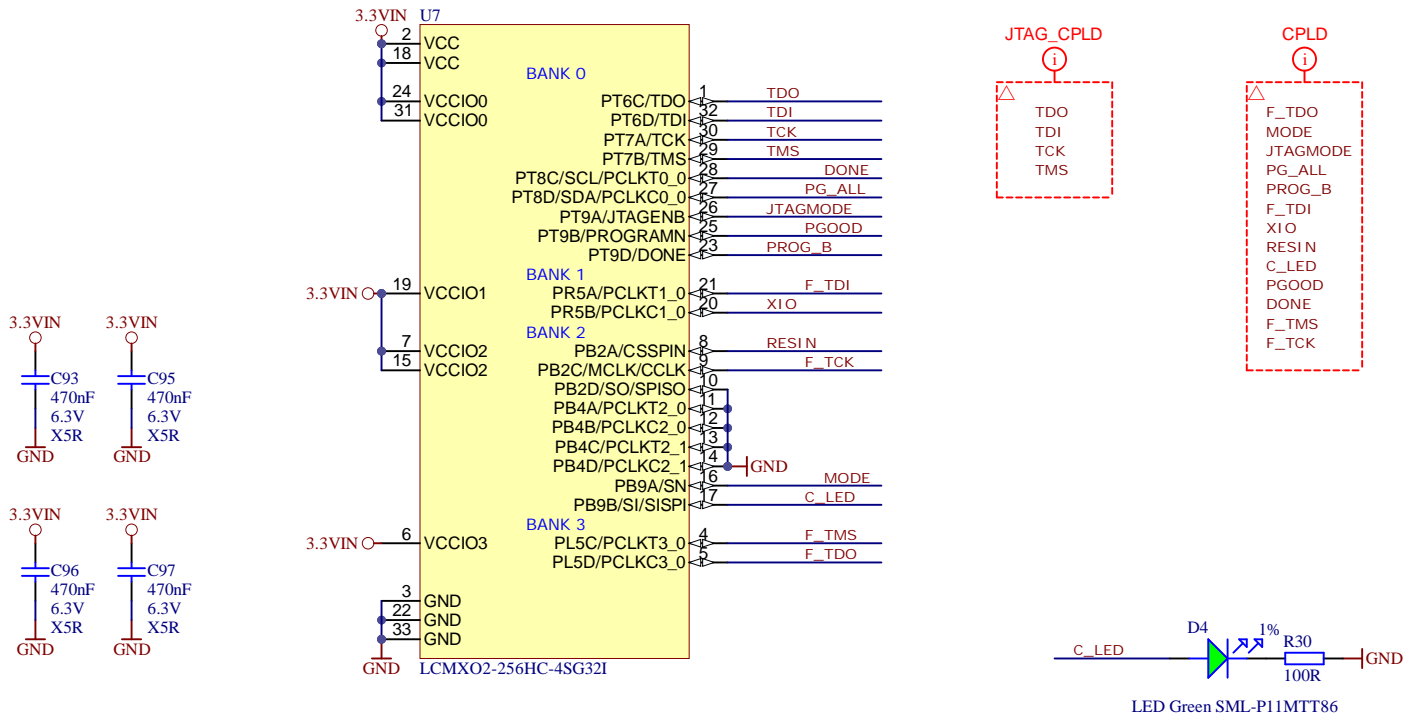 3.3VIN
U7
2 VCC
18 VCC
24 VCCIO0
31 VCCIO0
BANK 0
PT6C/TDO 1 TDO
PT6D/TDI 32 TDI
PT7A/TCK 30 TCK
PT7B/TMS 29 TMS
PT8C/SCL/PCLKT0_0 28 DONE
PT8D/SDA/PCLKC0_0 27 PG_ALL
PT9A/JTAGENB 26 JTAGMODE
PT9B/PROGRAMN 25 PGOOD
PT9D/DONE 23 PROG_B
3.3VIN 19 VCCIO1
BANK 1
PR5A/PCLKT1_0 21 F_TDI
PR5B/PCLKC1_0 20 XIO
7 VCCIO2
15 VCCIO2
BANK 2
PB2A/CSSPIN 8 RESIN
PB2C/MCLK/CCLK 9 F_TCK
PB2D/SO/SPISO 10
PB4A/PCLKT2_0 11
PB4B/PCLKC2_0 12
PB4C/PCLKT2_1 13
PB4D/PCLKC2_1 14 GND
PB9A/SN 16 MODE
PB9B/SI/SISPI 17 C_LED
3.3VIN 6 VCCIO3
BANK 3
PL5C/PCLKT3_0 4 F_TMS
PL5D/PCLKC3_0 5 F_TDO
3 GND
22 GND
33 GND
GND
LCMXO2-256HC-4SG32I
3.3VIN
C93
470nF
6.3V
X5R
GND
3.3VIN
C95
470nF
6.3V
X5R
GND
3.3VIN
C96
470nF
6.3V
X5R
GND
3.3VIN
C97
470nF
6.3V
X5R
GND
JTAG_CPLD
i
TDO
TDI
TCK
TMS
CPLD
i
F_TDO
MODE
JTAGMODE
PG_ALL
PROG_B
F_TDI
XIO
RESIN
C_LED
PGOOD
DONE
F_TMS
F_TCK
C_LED
D4
1%
R30
100R
GND
LED Green SML-P11MTT86